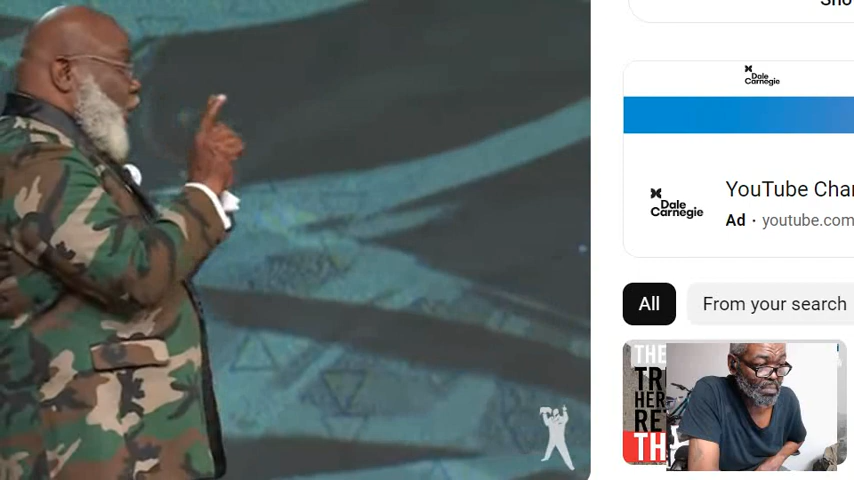 Dale
Carnegie
Dale
Carnegie
YouTube Char
Ad · youtube.com
All
From your search
THE
TR
HER
RE
TH